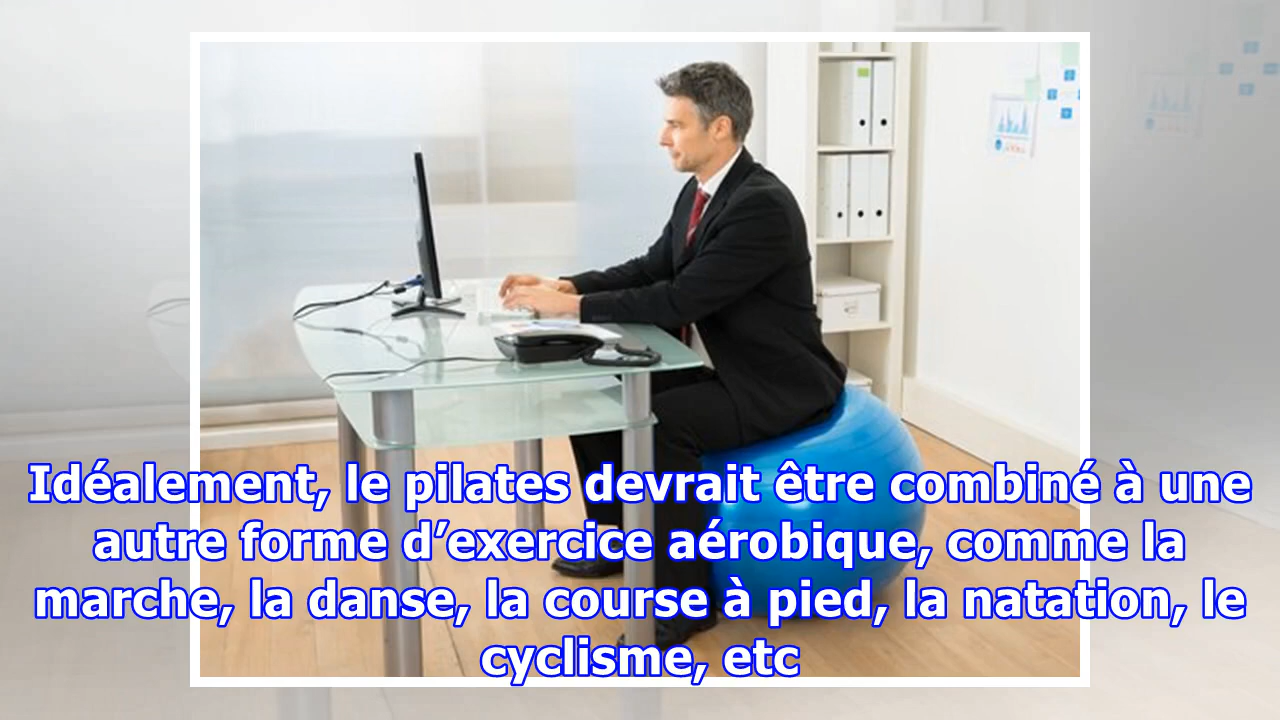 Idéalement, le pilates devrait être combiné à une
autre forme d’exercice aérobique, comme la
marche, la danse, la course à pied, la natation, le
cyclisme, etc